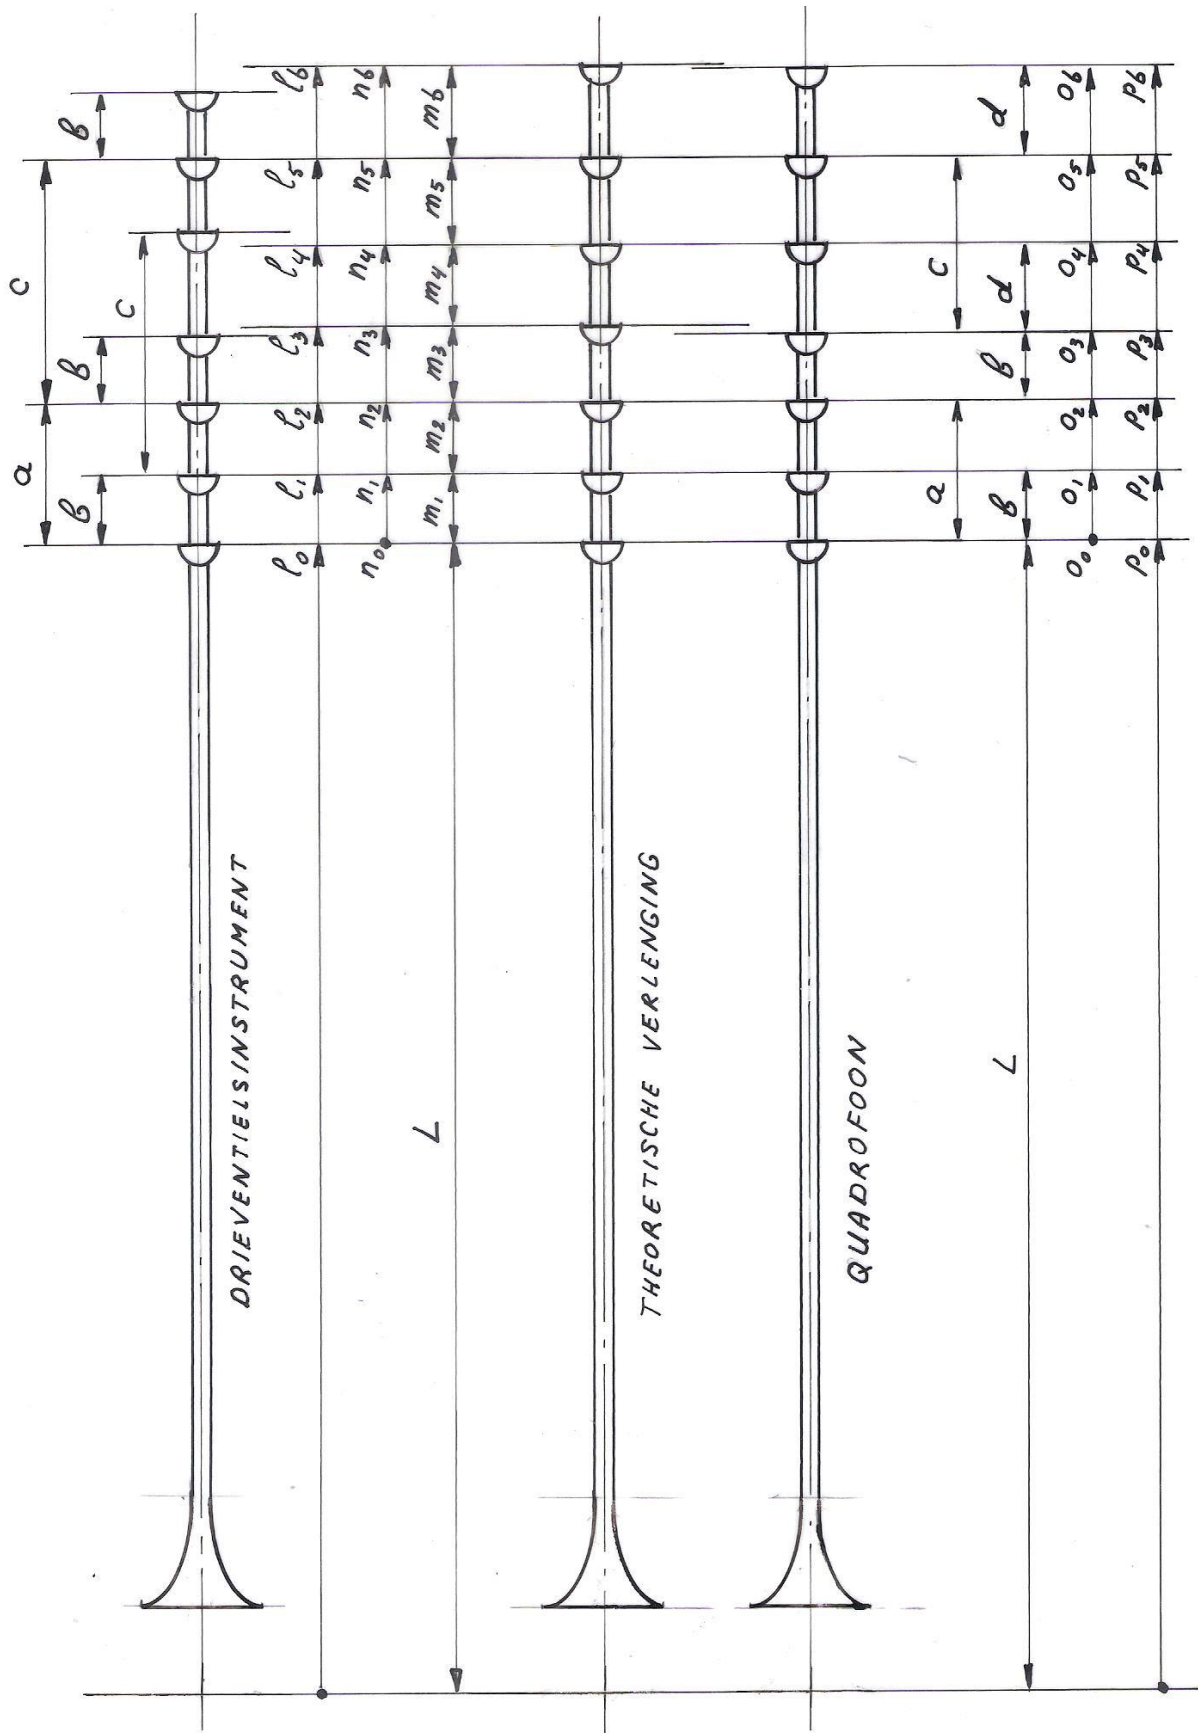 a c
b b b
c
DRIEVENTIELSINSTRUMENT
l₀ l₁ l₂ l₃ l₄ l₅ l₆
n₀ n₁ n₂ n₃ n₄ n₅ n₆
L m₁ m₂ m₃ m₄ m₅ m₆
THEORETISCHE VERLENGING
QUADROFOON
a c
L b b d d
o₀ o₁ o₂ o₃ o₄ o₅ o₆
p₀ p₁ p₂ p₃ p₄ p₅ p₆